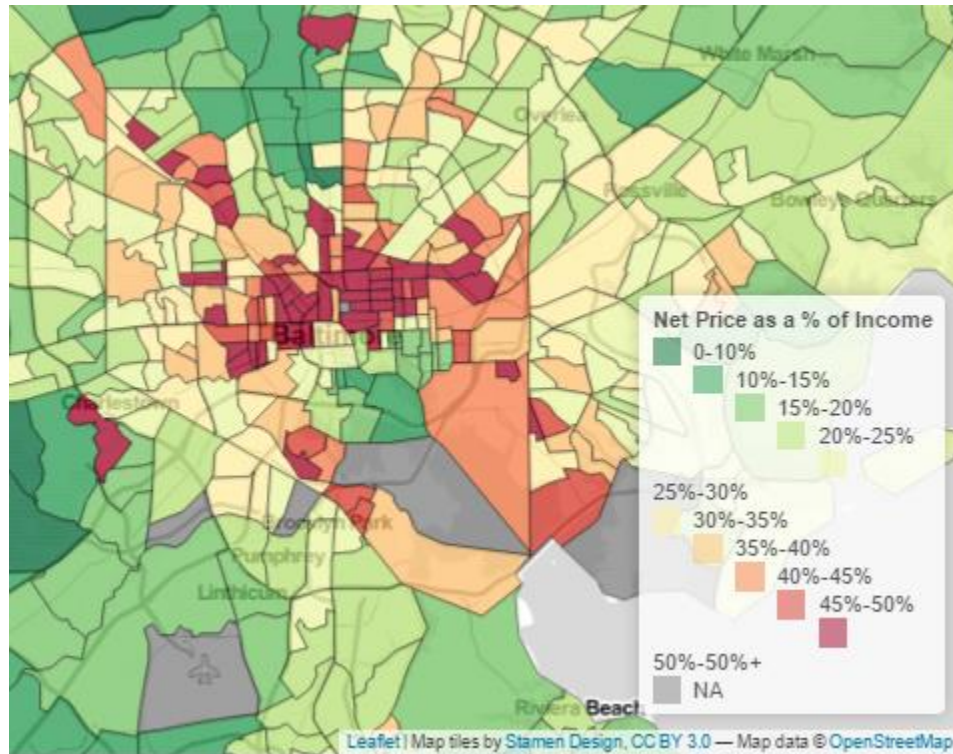 White Marsh
Overlea
Rossville
Bowleys Quarters
Net Price as a % of Income
0-10%
10%-15%
15%-20%
20%-25%
25%-30%
30%-35%
35%-40%
40%-45%
45%-50%
50%-50%+
NA
Baltimore
Charlestown
Brooklyn Park
Pumphrey
Linthicum
Riviera Beach
Leaflet | Map tiles by Stamen Design, CC BY 3.0 — Map data © OpenStreetMap